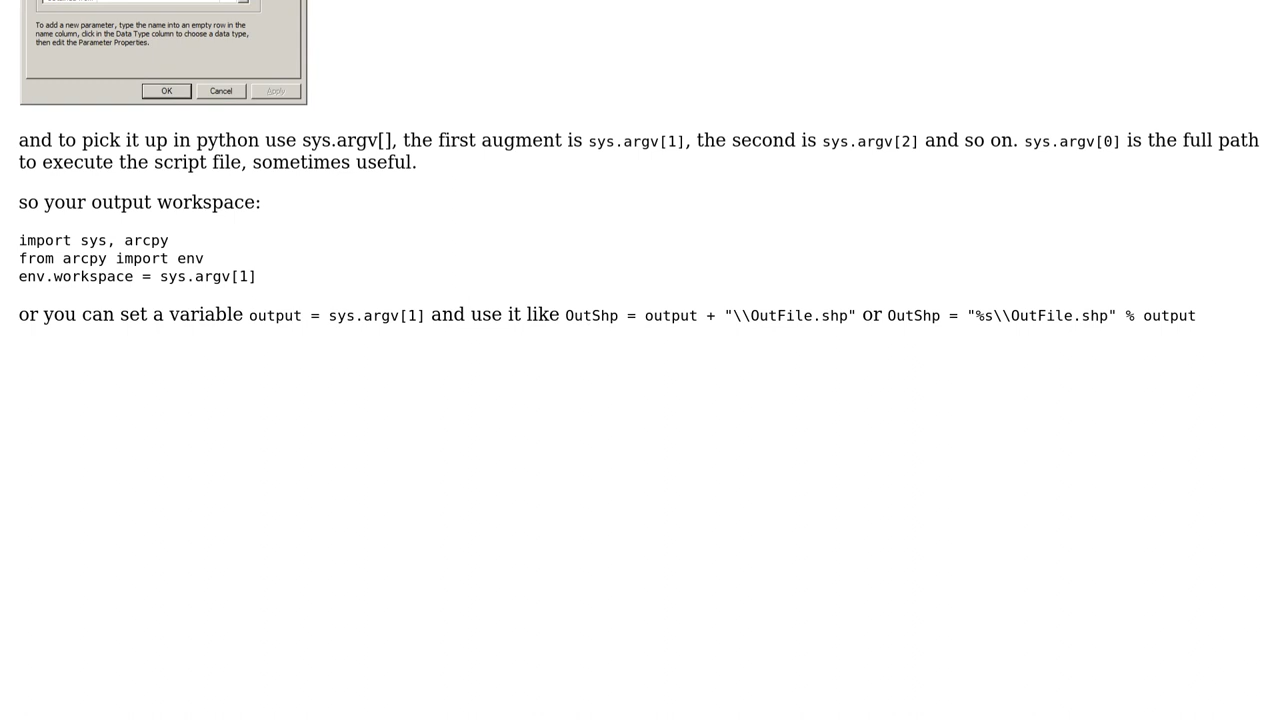 To add a new parameter, type the name into an empty row in the
name column, click in the Data Type column to choose a data type,
then edit the Parameter Properties.
OK Cancel Apply
and to pick it up in python use sys.argv[], the first augment is sys.argv[1], the second is sys.argv[2] and so on. sys.argv[0] is the full path
to execute the script file, sometimes useful.
so your output workspace:
import sys, arcpy
from arcpy import env
env.workspace = sys.argv[1]
or you can set a variable output = sys.argv[1] and use it like OutShp = output + "\\OutFile.shp" or OutShp = "%s\\OutFile.shp" % output